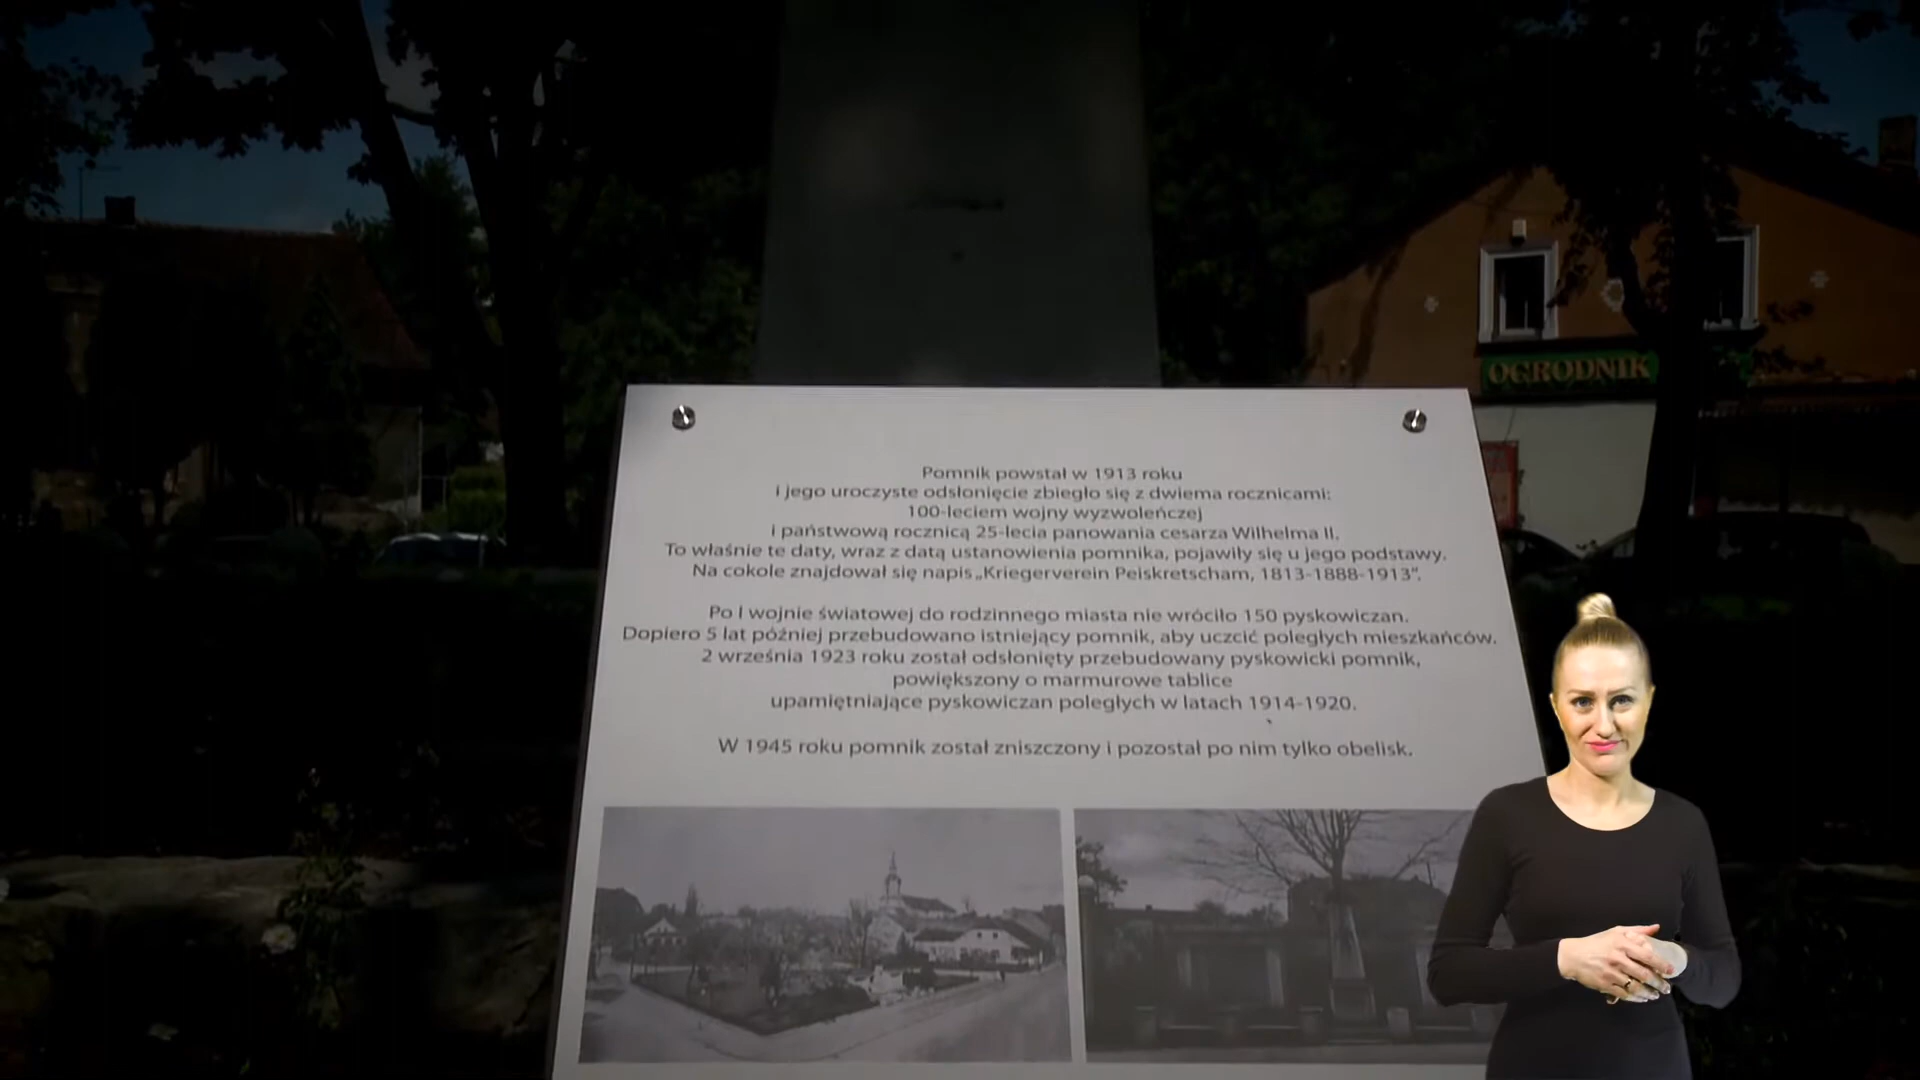 OGRODNIK
Pomnik powstał w 1913 roku
i jego uroczyste odsłonięcie zbiegło się z dwiema rocznicami:
100-leciem wojny wyzwoleńczej
i państwową rocznicą 25-lecia panowania cesarza Wilhelma II.
To właśnie te daty, wraz z datą ustanowienia pomnika, pojawiły się u jego podstawy.
Na cokole znajdował się napis „Kriegerverein Peiskretscham, 1813-1888-1913”.
Po I wojnie światowej do rodzinnego miasta nie wróciło 150 pyskowiczan.
Dopiero 5 lat później przebudowano istniejący pomnik, aby uczcić poległych mieszkańców.
2 września 1923 roku został odsłonięty przebudowany pyskowicki pomnik,
powiększony o marmurowe tablice
upamiętniające pyskowiczan poległych w latach 1914-1920.
W 1945 roku pomnik został zniszczony i pozostał po nim tylko obelisk.